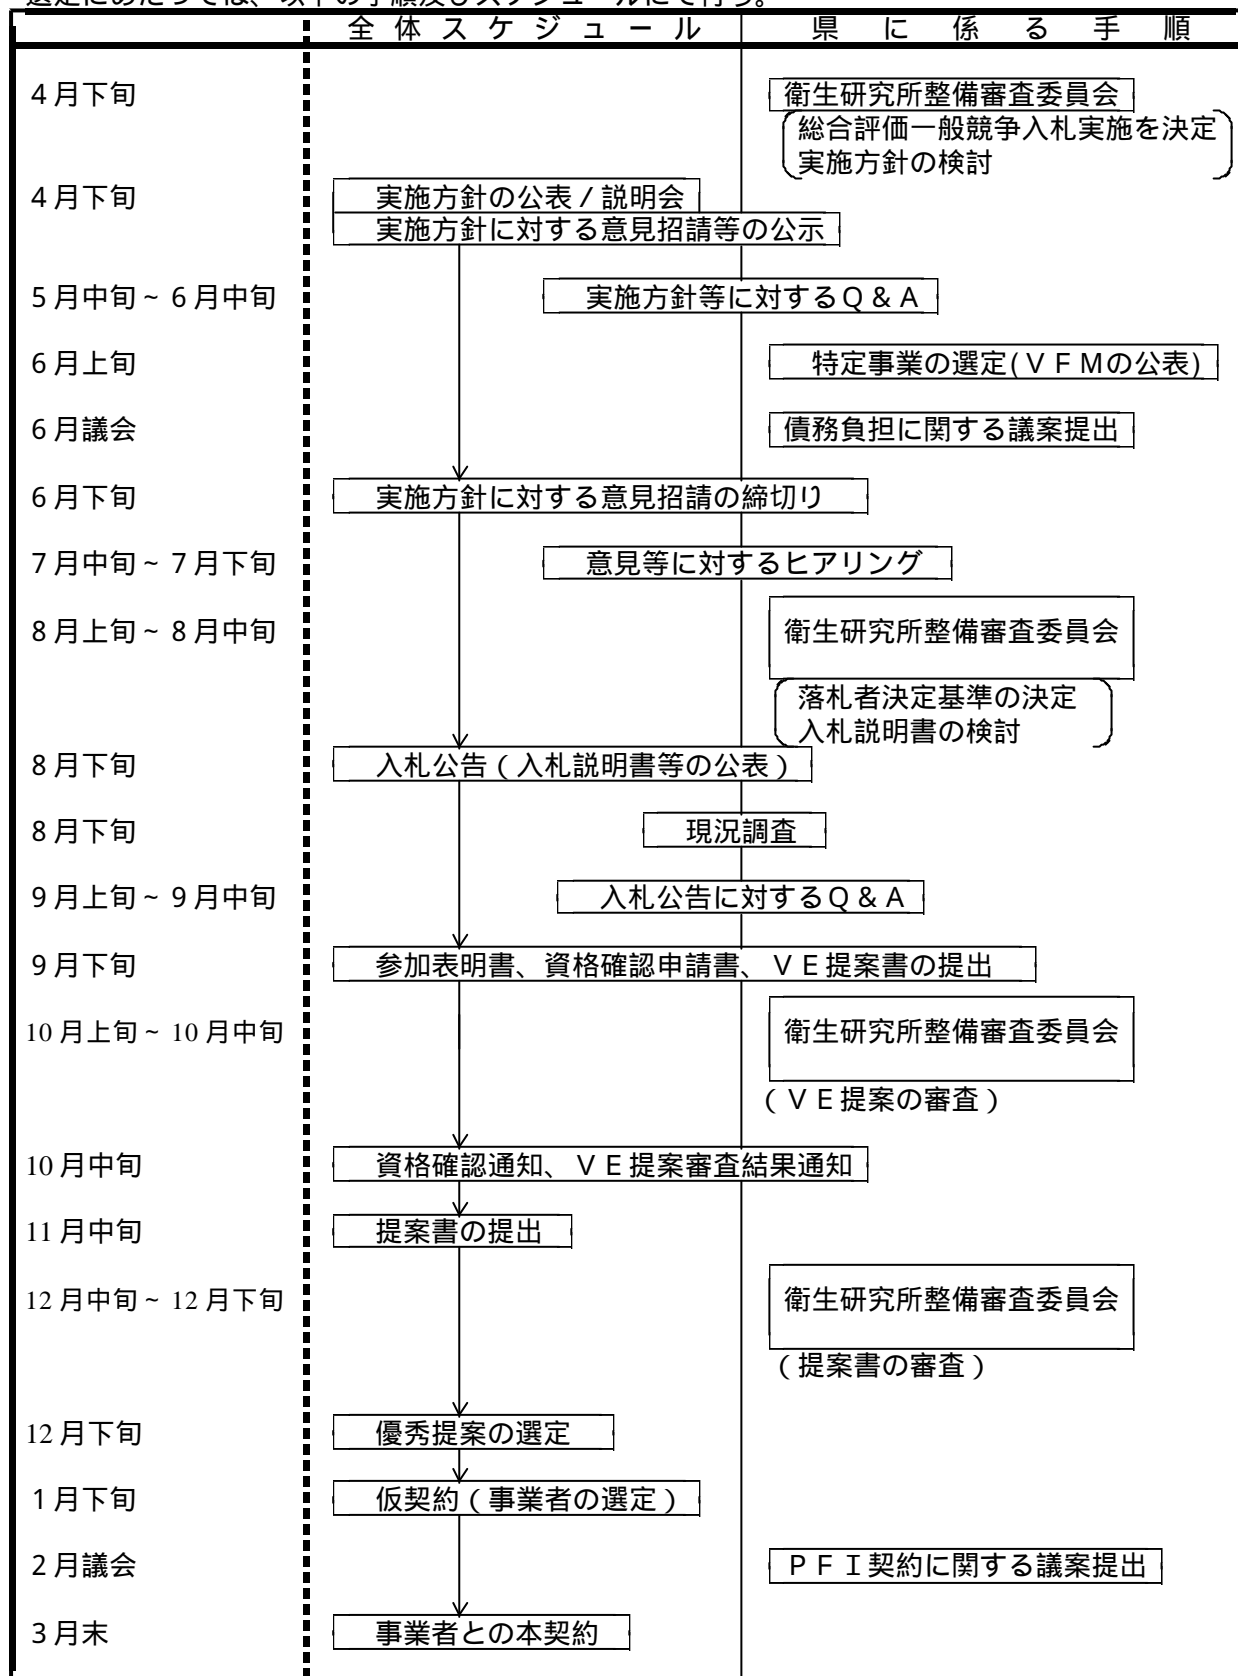 選定にあたっては、以下の手順及びスケジュールにて行う。
全体スケジュール 県に係る手順
4月下旬 衛生研究所整備審査委員会
総合評価一般競争入札実施を決定
実施方針の検討
4月下旬 実施方針の公表/説明会
実施方針に対する意見招請等の公示
5月中旬~6月中旬 実施方針等に対するQ&A
6月上旬 特定事業の選定(VFMの公表)
6月議会 債務負担に関する議案提出
6月下旬 実施方針に対する意見招請の締切り
7月中旬~7月下旬 意見等に対するヒアリング
8月上旬~8月中旬 衛生研究所整備審査委員会
落札者決定基準の決定
入札説明書の検討
8月下旬 入札公告(入札説明書等の公表)
8月下旬 現況調査
9月上旬~9月中旬 入札公告に対するQ&A
9月下旬 参加表明書、資格確認申請書、VE提案書の提出
10月上旬~10月中旬 衛生研究所整備審査委員会
(VE提案の審査)
10月中旬 資格確認通知、VE提案審査結果通知
11月中旬 提案書の提出
12月中旬~12月下旬 衛生研究所整備審査委員会
(提案書の審査)
12月下旬 優秀提案の選定
1月下旬 仮契約(事業者の選定)
2月議会 PFI契約に関する議案提出
3月末 事業者との本契約